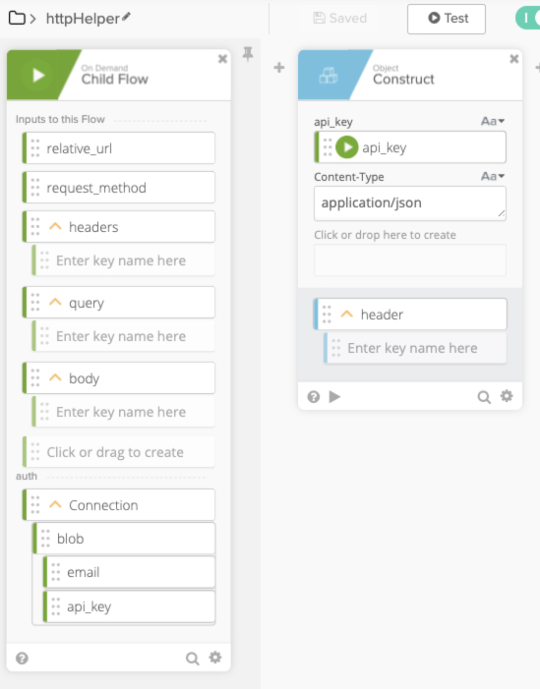 httpHelper
Saved
Test
On Demand
Child Flow
Inputs to this Flow
relative_url
request_method
headers
Enter key name here
query
Enter key name here
body
Enter key name here
Click or drag to create
auth
Connection
blob
email
api_key
Object
Construct
api_key
Aa
api_key
Content-Type
Aa
application/json
Click or drop here to create
header
Enter key name here